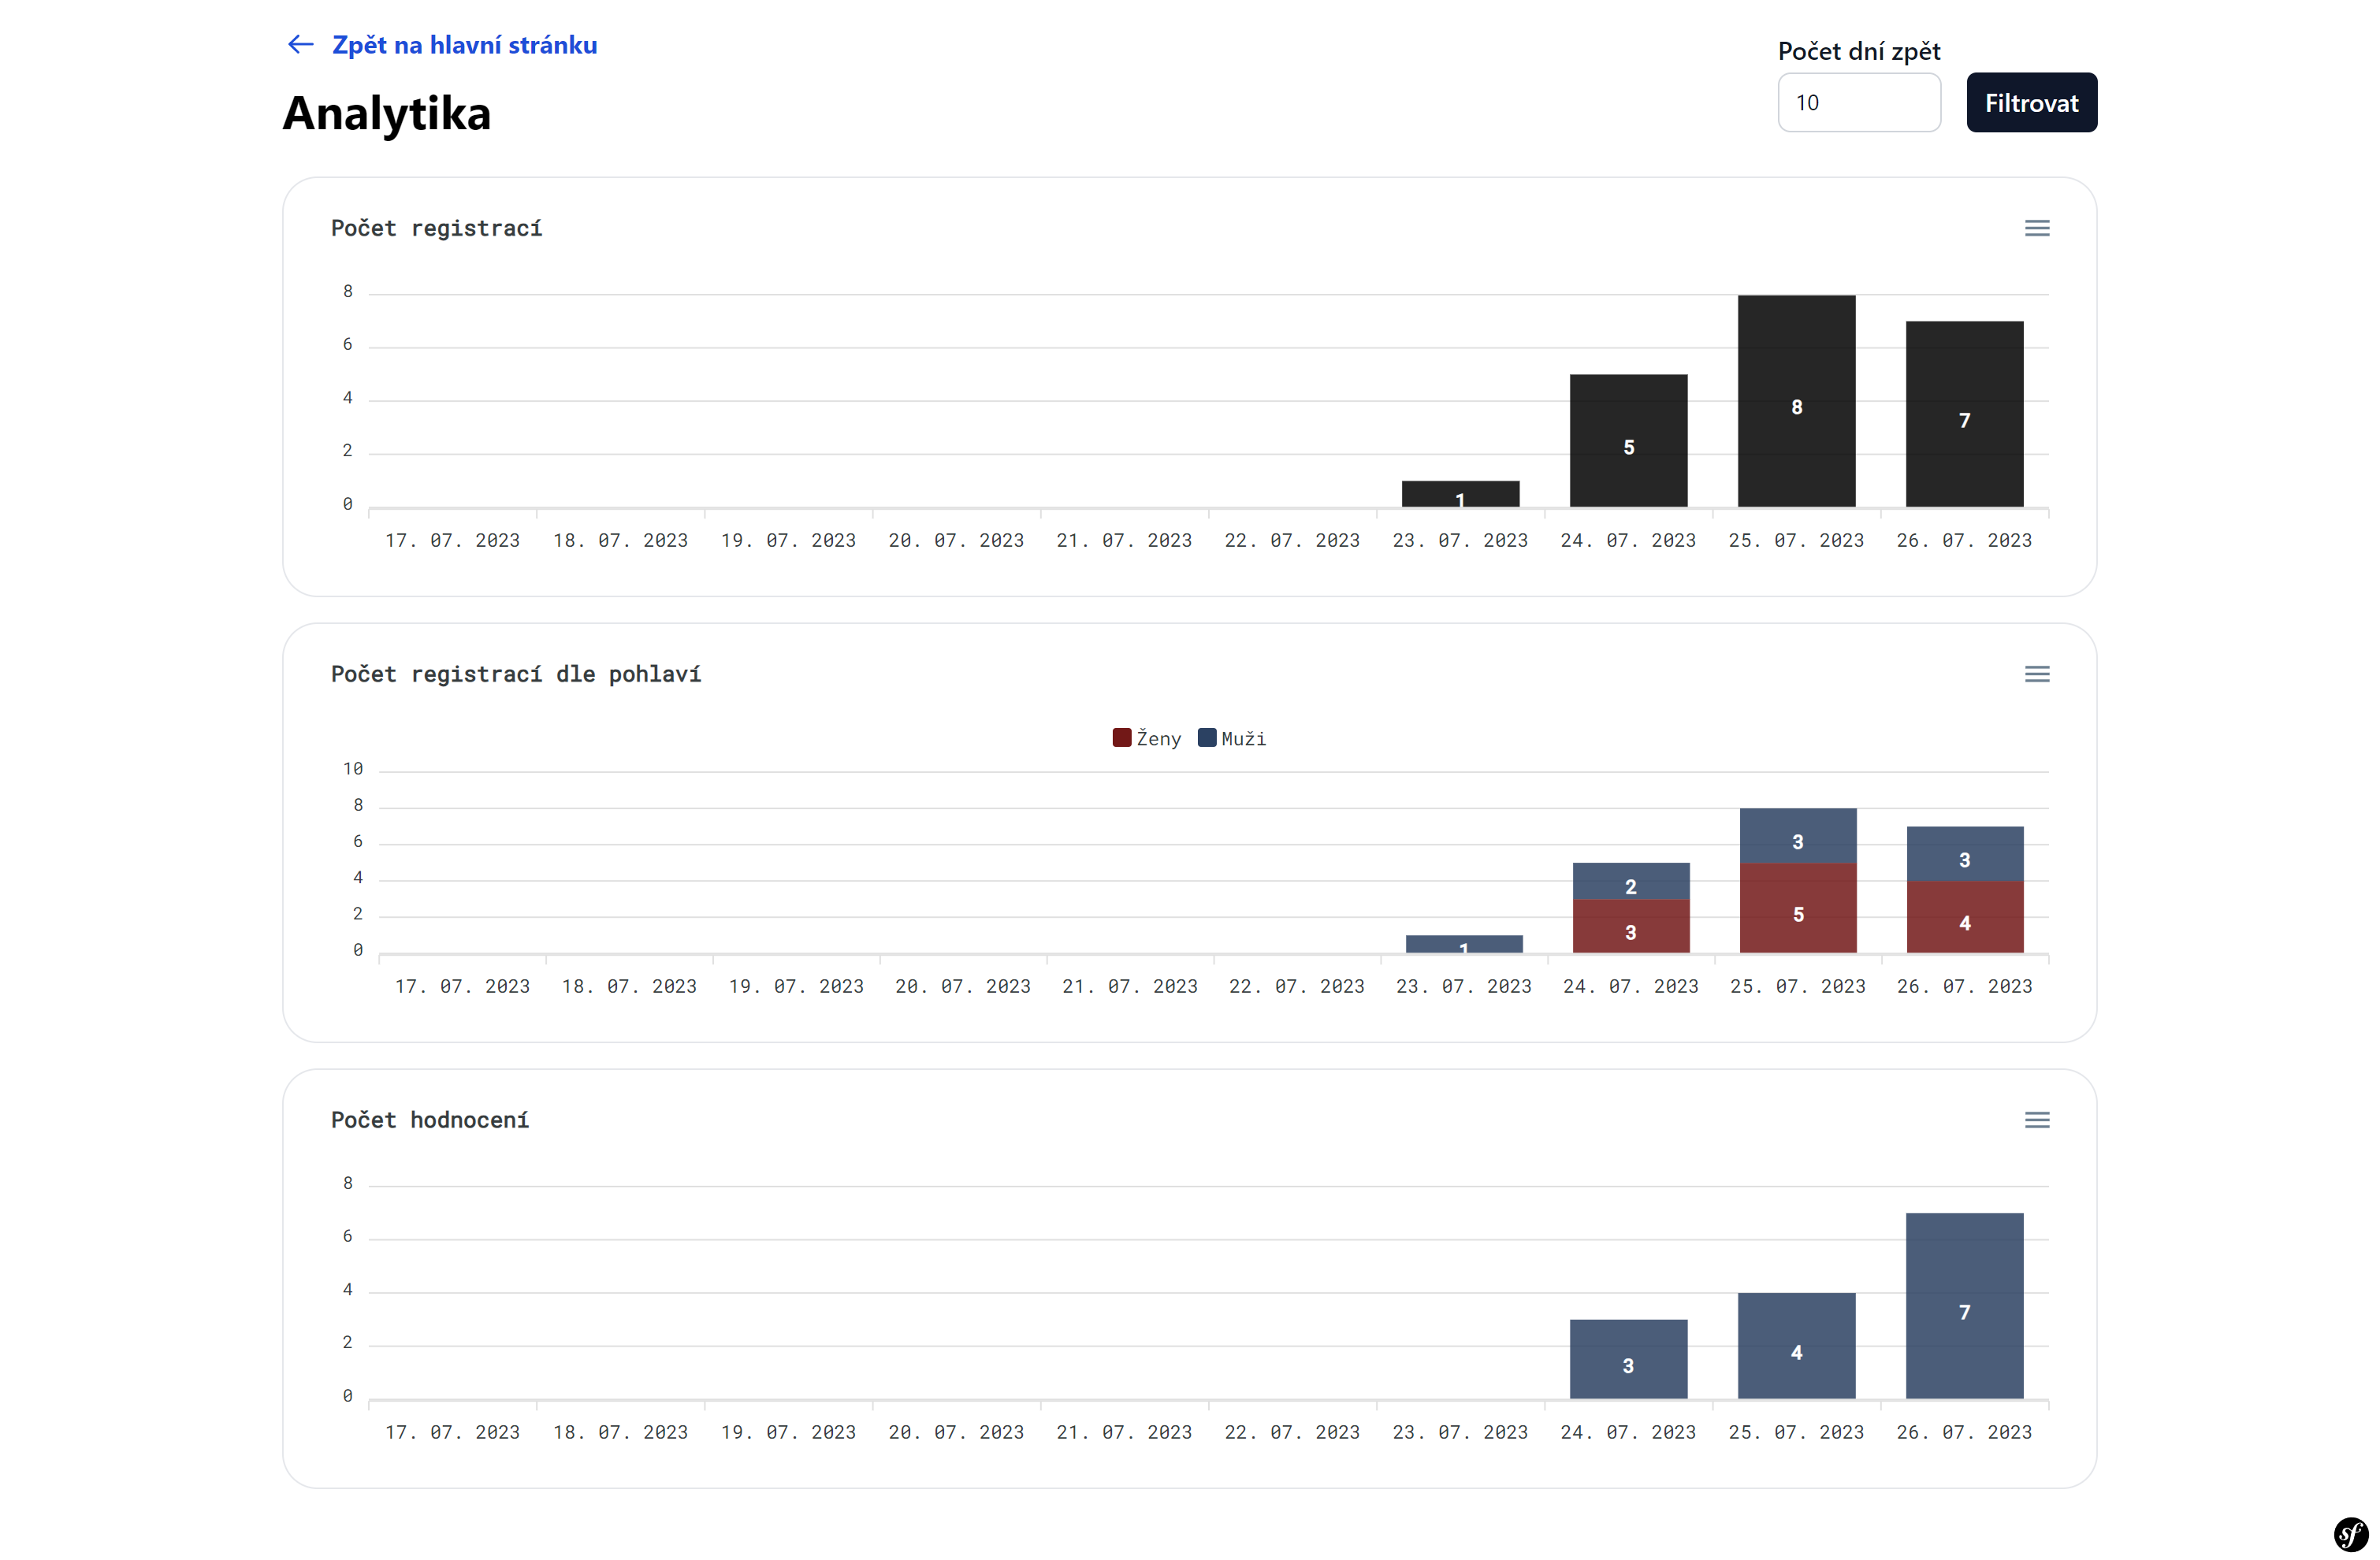 Zpět na hlavní stránku
Analytika
Počet dní zpět
10
Filtrovat
Počet registrací
8
6
4
2
0
1
5
8
7
17. 07. 2023 18. 07. 2023 19. 07. 2023 20. 07. 2023 21. 07. 2023 22. 07. 2023 23. 07. 2023 24. 07. 2023 25. 07. 2023 26. 07. 2023
Počet registrací dle pohlaví
Ženy Muži
10
8
6
4
2
0
1
2
3
3
5
3
4
17. 07. 2023 18. 07. 2023 19. 07. 2023 20. 07. 2023 21. 07. 2023 22. 07. 2023 23. 07. 2023 24. 07. 2023 25. 07. 2023 26. 07. 2023
Počet hodnocení
8
6
4
2
0
3
4
7
17. 07. 2023 18. 07. 2023 19. 07. 2023 20. 07. 2023 21. 07. 2023 22. 07. 2023 23. 07. 2023 24. 07. 2023 25. 07. 2023 26. 07. 2023
sf